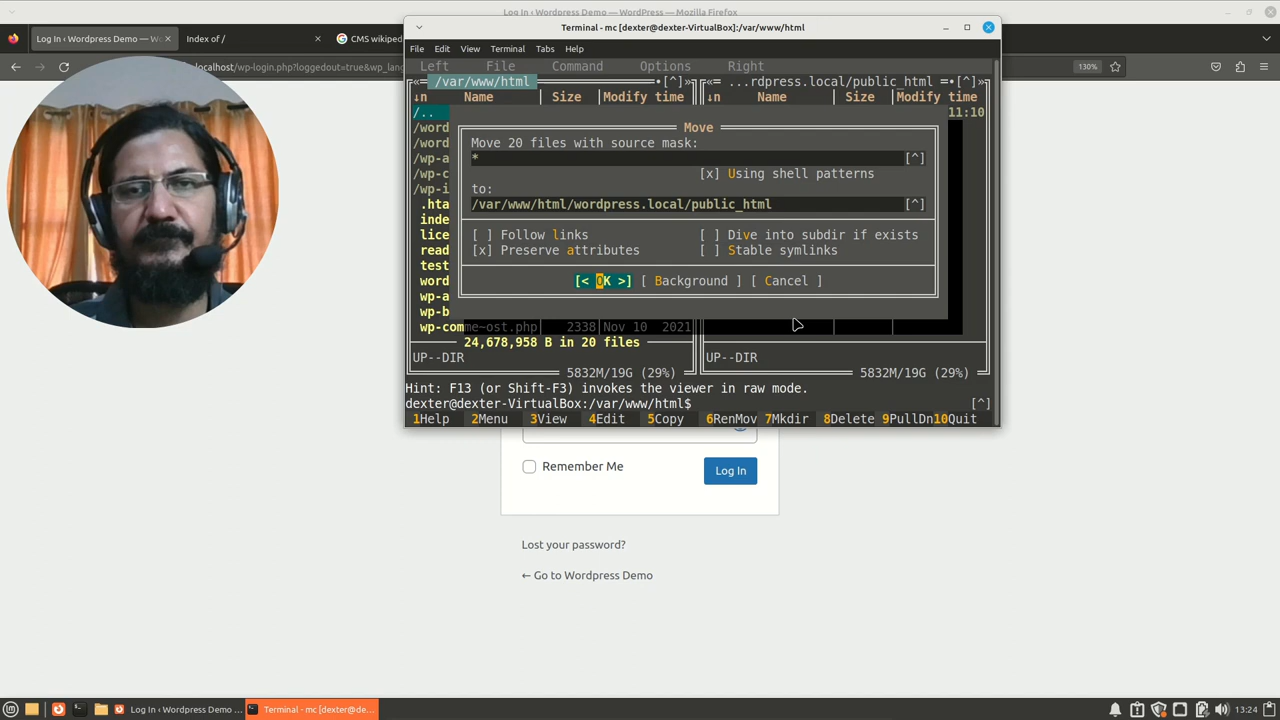 Log In ‹ Wordpress Demo — WordPress — Mozilla Firefox
Log In ‹ Wordpress Demo — W
Index of /
CMS wikiped
ocalhost/wp-login.php?loggedout=true&wp_lang
130%
Terminal - mc [dexter@dexter-VirtualBox]:/var/www/html
File Edit View Terminal Tabs Help
Left File Command Options Right
/var/www/html
...rdpress.local/public_html
↓n Name Size Modify time ↓n Name Size Modify time
/.. 11:10
/word
/word
/wp-a
/wp-c
/wp-i
.hta
inde
lice
read
test
word
wp-a
wp-b
wp-comme~ost.php 2338 Nov 10 2021
Move
Move 20 files with source mask:
* [^]
[x] Using shell patterns
to:
/var/www/html/wordpress.local/public_html [^]
[ ] Follow links [ ] Dive into subdir if exists
[x] Preserve attributes [ ] Stable symlinks
[< OK >] [ Background ] [ Cancel ]
24,678,958 B in 20 files
UP--DIR UP--DIR
5832M/19G (29%) 5832M/19G (29%)
Hint: F13 (or Shift-F3) invokes the viewer in raw mode.
dexter@dexter-VirtualBox:/var/www/html$ [^]
1Help 2Menu 3View 4Edit 5Copy 6RenMov 7Mkdir 8Delete 9PullDn 10Quit
Remember Me
Log In
Lost your password?
← Go to Wordpress Demo
Log In ‹ Wordpress D...
Terminal - mc [dexter@de...
13:24